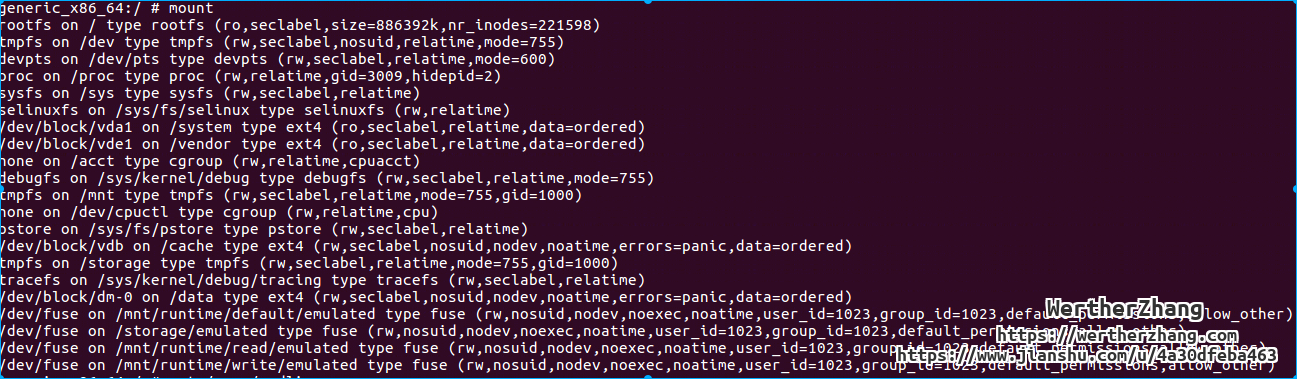 generic_x86_64:/ # mount
rootfs on / type rootfs (ro,seclabel,size=886392k,nr_inodes=221598)
tmpfs on /dev type tmpfs (rw,seclabel,nosuid,relatime,mode=755)
devpts on /dev/pts type devpts (rw,seclabel,relatime,mode=600)
proc on /proc type proc (rw,relatime,gid=3009,hidepid=2)
sysfs on /sys type sysfs (rw,seclabel,relatime)
selinuxfs on /sys/fs/selinux type selinuxfs (rw,relatime)
/dev/block/vda1 on /system type ext4 (ro,seclabel,relatime,data=ordered)
/dev/block/vde1 on /vendor type ext4 (ro,seclabel,relatime,data=ordered)
none on /acct type cgroup (rw,relatime,cpuacct)
debugfs on /sys/kernel/debug type debugfs (rw,seclabel,relatime,mode=755)
tmpfs on /mnt type tmpfs (rw,seclabel,relatime,mode=755,gid=1000)
none on /dev/cpuctl type cgroup (rw,relatime,cpu)
pstore on /sys/fs/pstore type pstore (rw,seclabel,relatime)
/dev/block/vdb on /cache type ext4 (rw,seclabel,nosuid,nodev,noatime,errors=panic,data=ordered)
tmpfs on /storage type tmpfs (rw,seclabel,relatime,mode=755,gid=1000)
tracefs on /sys/kernel/debug/tracing type tracefs (rw,seclabel,relatime)
/dev/block/dm-0 on /data type ext4 (rw,seclabel,nosuid,nodev,noatime,errors=panic,data=ordered)
/dev/fuse on /mnt/runtime/default/emulated type fuse (rw,nosuid,nodev,noexec,noatime,user_id=1023,group_id=1023,default_permissions,allow_other)
/dev/fuse on /storage/emulated type fuse (rw,nosuid,nodev,noexec,noatime,user_id=1023,group_id=1023,default_permissions,allow_other)
/dev/fuse on /mnt/runtime/read/emulated type fuse (rw,nosuid,nodev,noexec,noatime,user_id=1023,group_id=1023,default_permissions,allow_other)
/dev/fuse on /mnt/runtime/write/emulated type fuse (rw,nosuid,nodev,noexec,noatime,user_id=1023,group_id=1023,default_permissions,allow_other)
WertherZhang
https://wertherzhang.com
https://www.jianshu.com/u/4a30dfeba463